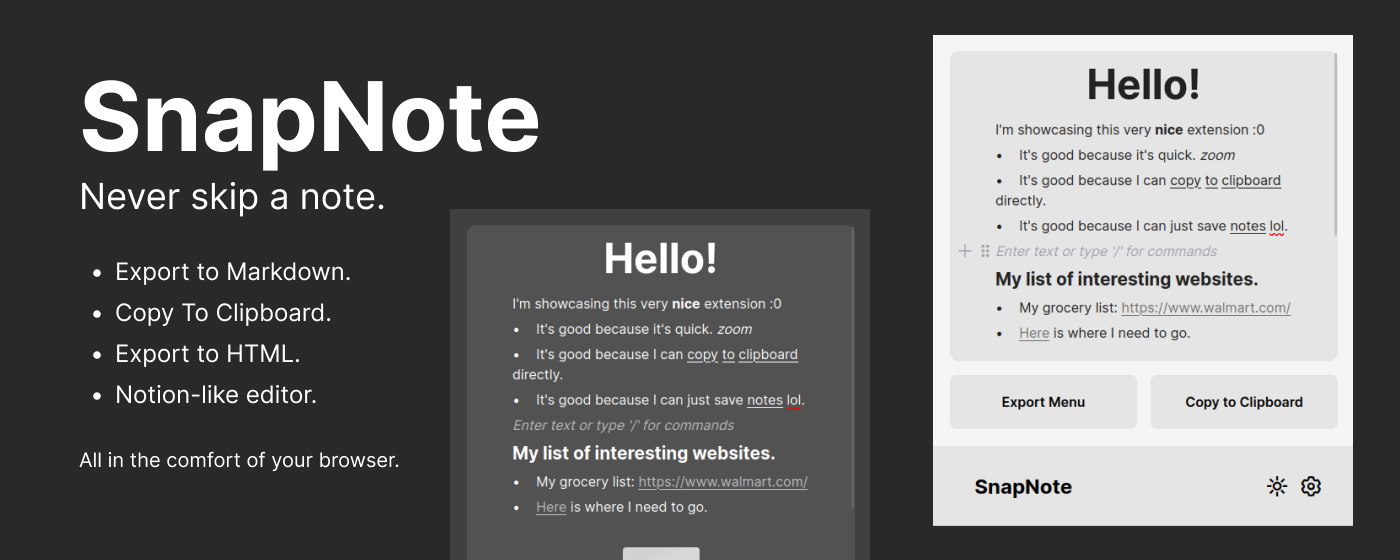 SnapNote
Never skip a note.
• Export to Markdown.
• Copy To Clipboard.
• Export to HTML.
• Notion-like editor.
All in the comfort of your browser.
Hello!
I'm showcasing this very nice extension :0
• It's good because it's quick. zoom
• It's good because I can copy to clipboard
directly.
• It's good because I can just save notes lol.
Enter text or type '/' for commands
My list of interesting websites.
• My grocery list: https://www.walmart.com/
• Here is where I need to go.
Hello!
I'm showcasing this very nice extension :0
• It's good because it's quick. zoom
• It's good because I can copy to clipboard
directly.
• It's good because I can just save notes lol.
Enter text or type '/' for commands
My list of interesting websites.
• My grocery list: https://www.walmart.com/
• Here is where I need to go.
Export Menu
Copy to Clipboard
SnapNote